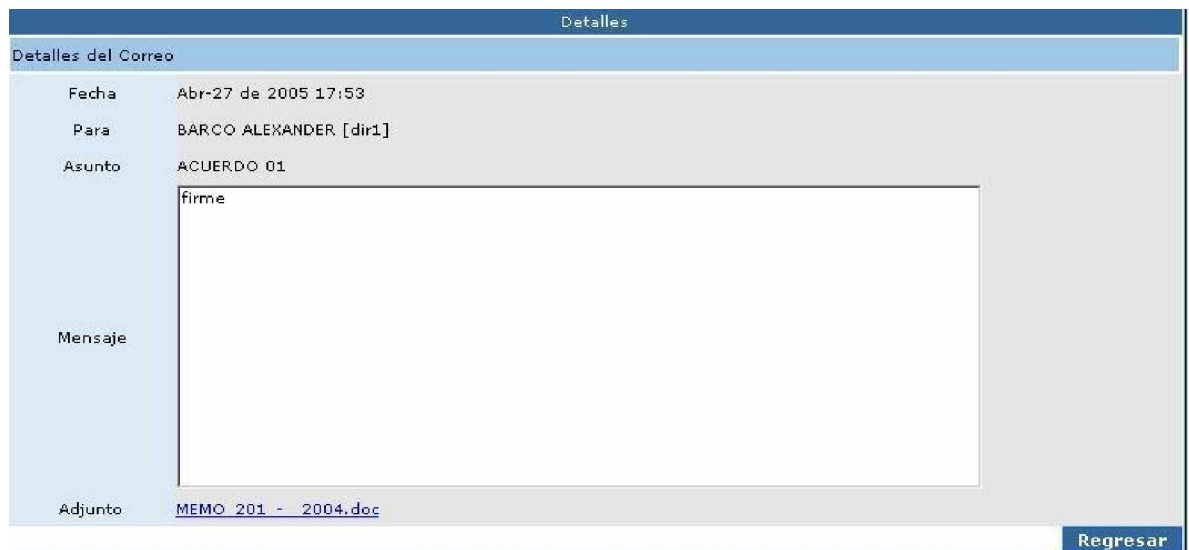 Detalles
Detalles del Correo
Fecha Abr-27 de 2005 17:53
Para BARCO ALEXANDER [dir1]
Asunto ACUERDO 01
firme
Mensaje
Adjunto MEMO 201 - 2004.doc
Regresar